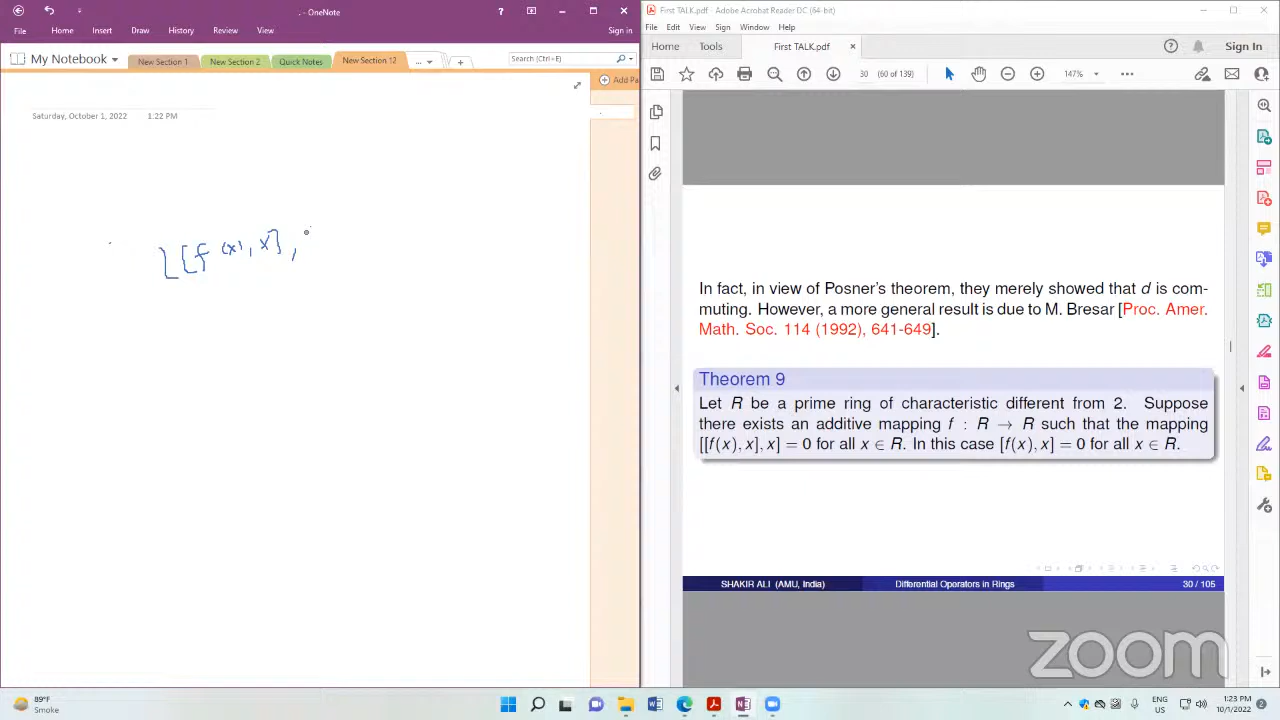 . - OneNote
?
File
Home
Insert
Draw
History
Review
View
Sign in
My Notebook
New Section 1
New Section 2
Quick Notes
New Section 12
...
+
Search (Ctrl+E)
Add Pa
Saturday, October 1, 2022 1:22 PM
[[f(x), x],
First TALK.pdf - Adobe Acrobat Reader DC (64-bit)
File Edit View Sign Window Help
Home Tools First TALK.pdf × Sign In
30 (60 of 139) 147%
In fact, in view of Posner's theorem, they merely showed that d is com-
muting. However, a more general result is due to M. Bresar [Proc. Amer.
Math. Soc. 114 (1992), 641-649].
Theorem 9
Let R be a prime ring of characteristic different from 2. Suppose
there exists an additive mapping f : R → R such that the mapping
[[f(x), x], x] = 0 for all x ∈ R. In this case [f(x), x] = 0 for all x ∈ R.
SHAKIR ALI (AMU, India) Differential Operators in Rings 30 / 105
zoom
89°F
Smoke
ENG
US
1:23 PM
10/1/2022